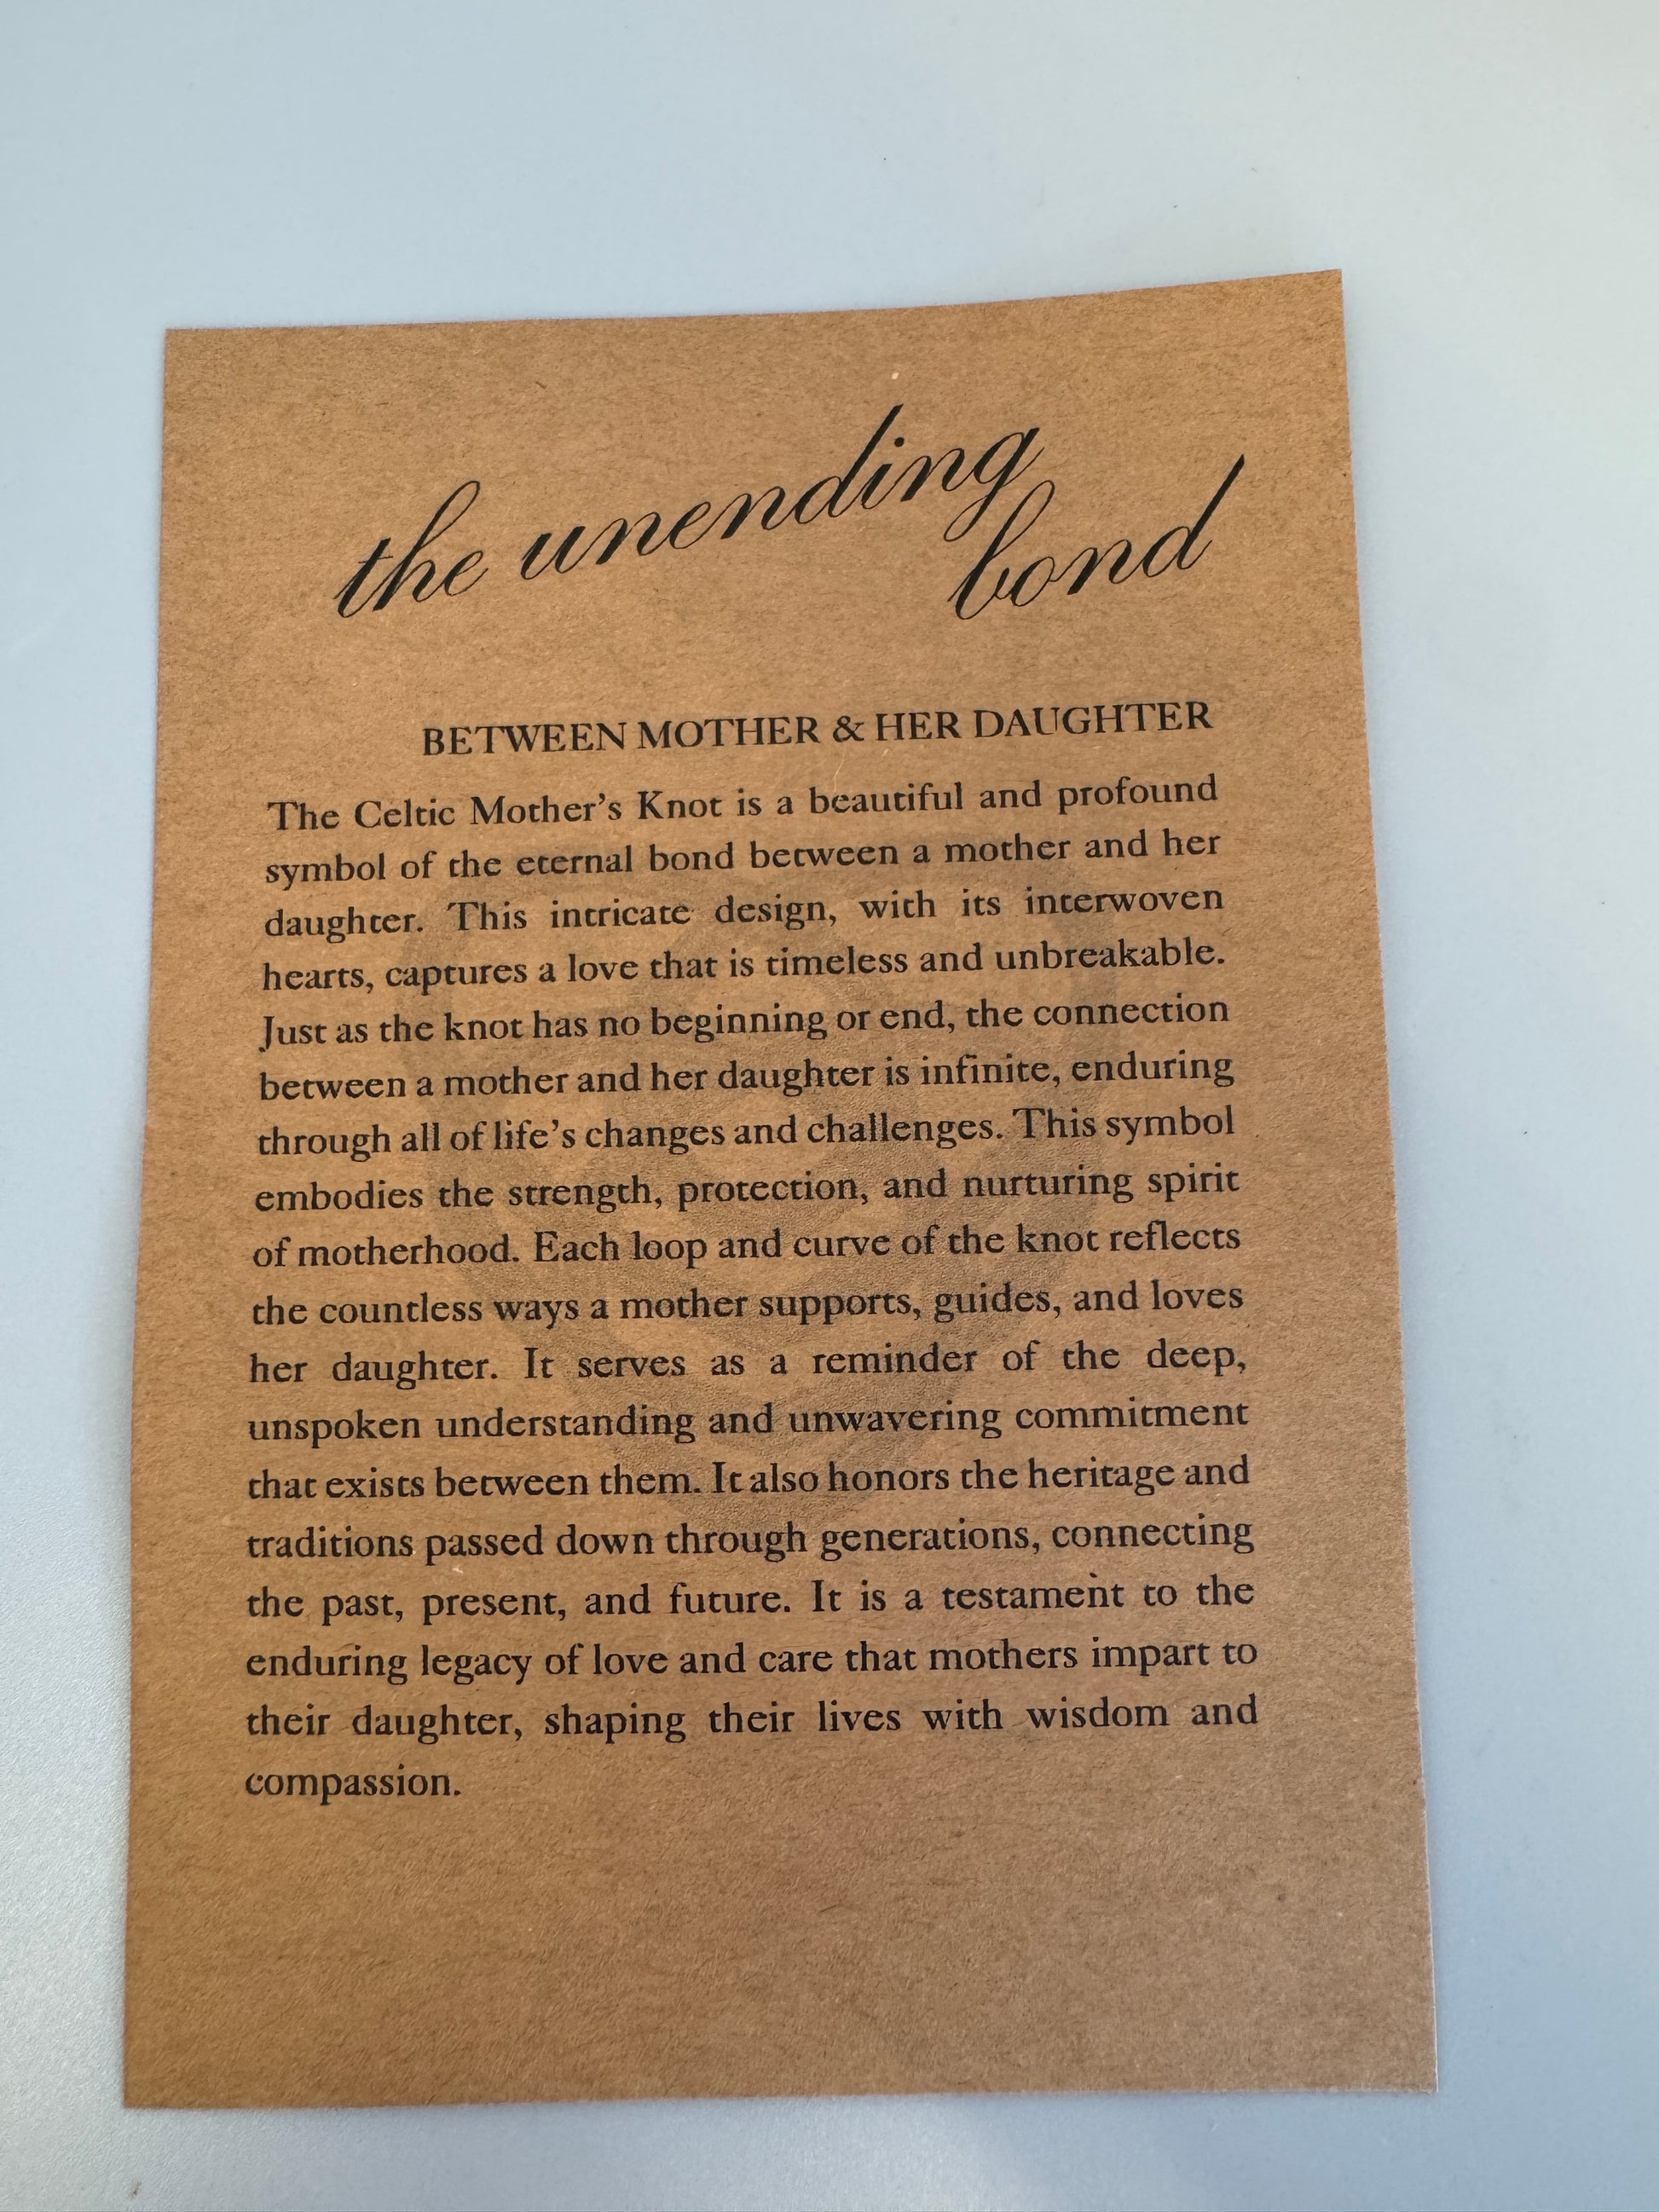 the unending
bond
BETWEEN MOTHER & HER DAUGHTER
The Celtic Mother's Knot is a beautiful and profound
symbol of the eternal bond between a mother and her
daughter. This intricate design, with its interwoven
hearts, captures a love that is timeless and unbreakable.
Just as the knot has no beginning or end, the connection
between a mother and her daughter is infinite, enduring
through all of life's changes and challenges. This symbol
embodies the strength, protection, and nurturing spirit
of motherhood. Each loop and curve of the knot reflects
the countless ways a mother supports, guides, and loves
her daughter. It serves as a reminder of the deep,
unspoken understanding and unwavering commitment
that exists between them. It also honors the heritage and
traditions passed down through generations, connecting
the past, present, and future. It is a testament to the
enduring legacy of love and care that mothers impart to
their daughter, shaping their lives with wisdom and
compassion.